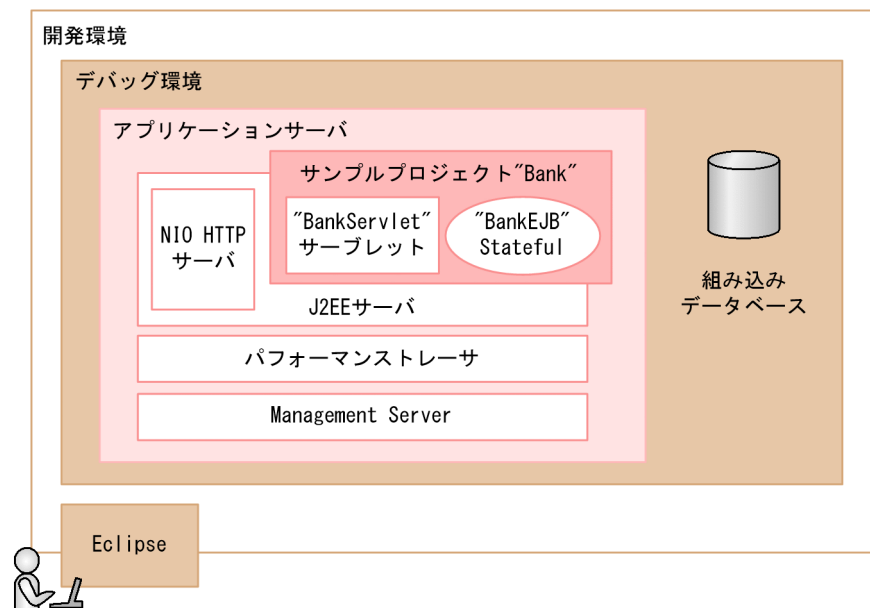 開発環境
デバッグ環境
アプリケーションサーバ
サンプルプロジェクト"Bank"
"BankServlet"
サーブレット
"BankEJB"
Stateful
NIO HTTP
サーバ
J2EEサーバ
パフォーマンストレーサ
Management Server
組み込み
データベース
Eclipse